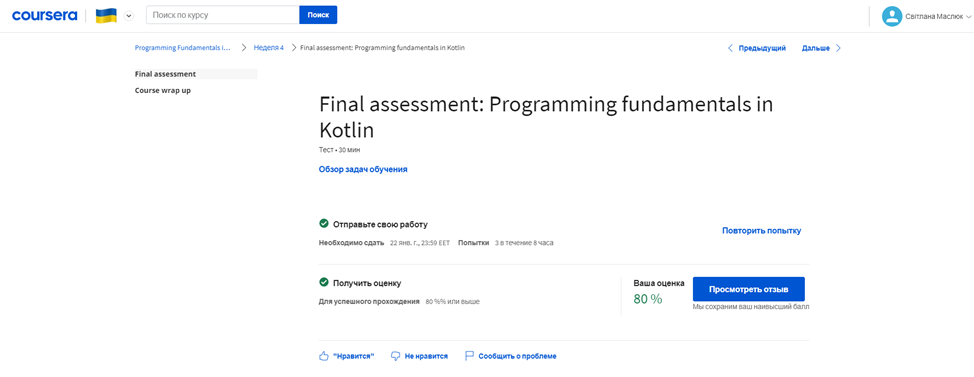 coursera
Поиск по курсу
Поиск
Світлана Маслюк
Programming Fundamentals i... Неделя 4 Final assessment: Programming fundamentals in Kotlin
Предыдущий Дальше
Final assessment
Course wrap up
Final assessment: Programming fundamentals in
Kotlin
Тест • 30 мин
Обзор задач обучения
Отправьте свою работу
Необходимо сдать 22 янв. г., 23:59 EET Попытки 3 в течение 8 часа
Повторить попытку
Получить оценку
Для успешного прохождения 80 %% или выше
Ваша оценка
80 %
Просмотреть отзыв
Мы сохраним ваш наивысший балл
"Нравится" Не нравится Сообщить о проблеме